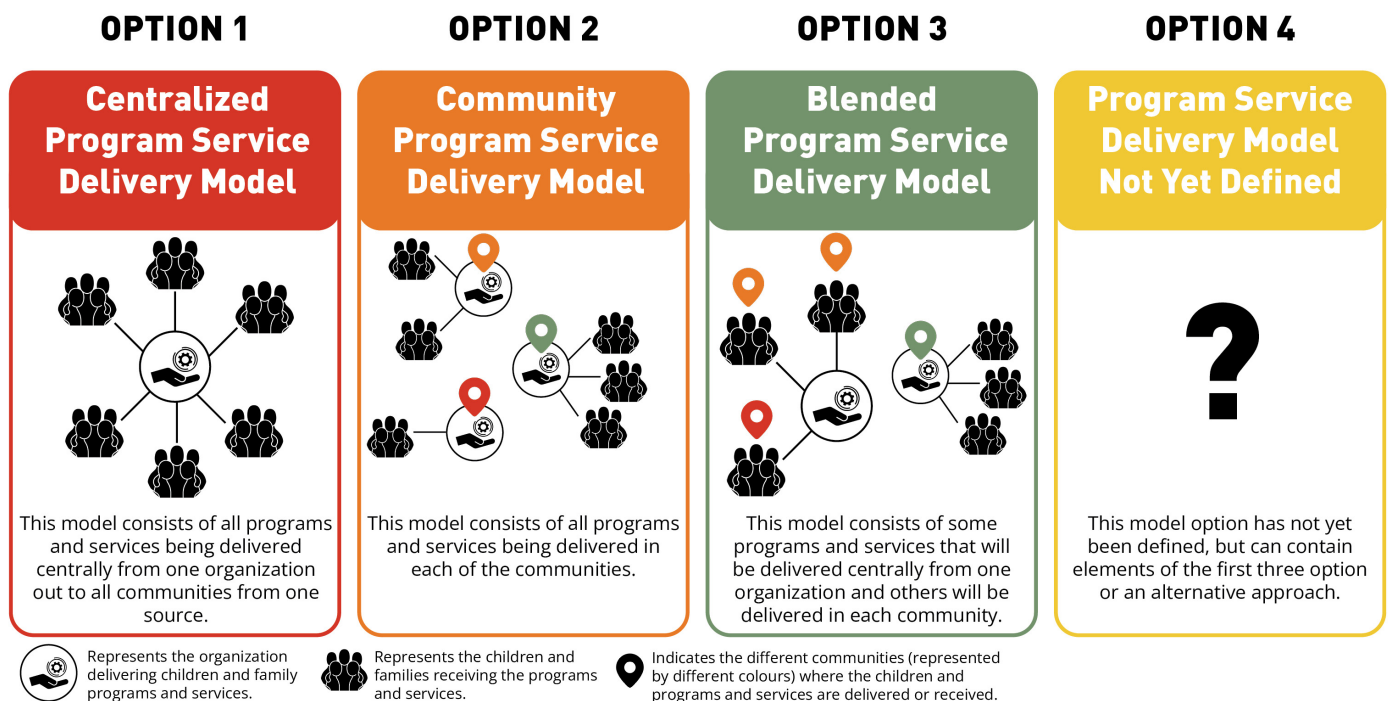 OPTION 1
Centralized
Program Service
Delivery Model
This model consists of all programs
and services being delivered
centrally from one organization
out to all communities from one
source.
OPTION 2
Community
Program Service
Delivery Model
This model consists of all programs
and services being delivered in
each of the communities.
OPTION 3
Blended
Program Service
Delivery Model
This model consists of some
programs and services that will
be delivered centrally from one
organization and others will be
delivered in each community.
OPTION 4
Program Service
Delivery Model
Not Yet Defined
?
This model option has not yet
been defined, but can contain
elements of the first three option
or an alternative approach.
Represents the organization
delivering children and family
programs and services.
Represents the children and
families receiving the programs
and services.
Indicates the different communities (represented
by different colours) where the children and
programs and services are delivered or received.